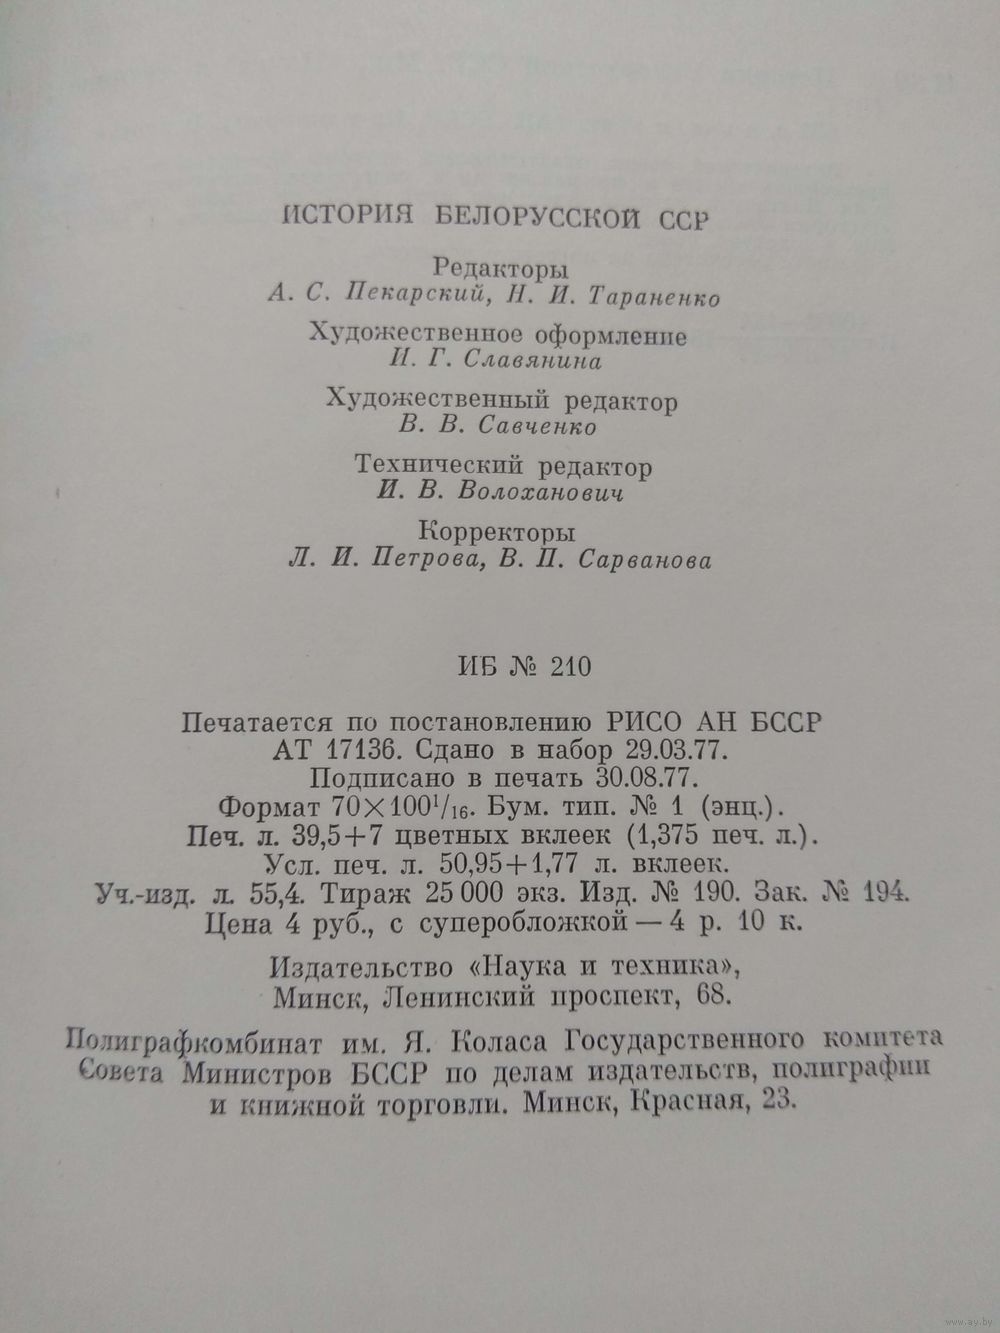 ИСТОРИЯ БЕЛОРУССКОЙ ССР
Редакторы
А. С. Пекарский, Н. И. Тараненко
Художественное оформление
И. Г. Славянина
Художественный редактор
В. В. Савченко
Технический редактор
И. В. Волоханович
Корректоры
Л. И. Петрова, В. П. Сарванова
ИБ № 210
Печатается по постановлению РИСО АН БССР
АТ 17136. Сдано в набор 29.03.77.
Подписано в печать 30.08.77.
Формат 70×100¹/₁₆. Бум. тип. № 1 (энц.).
Печ. л. 39,5+7 цветных вклеек (1,375 печ. л.).
Усл. печ. л. 50,95+1,77 л. вклеек.
Уч.-изд. л. 55,4. Тираж 25 000 экз. Изд. № 190. Зак. № 194.
Цена 4 руб., с суперобложкой — 4 р. 10 к.
Издательство «Наука и техника»,
Минск, Ленинский проспект, 68.
Полиграфкомбинат им. Я. Коласа Государственного комитета
Совета Министров БССР по делам издательств, полиграфии
и книжной торговли. Минск, Красная, 23.
www.ay.by